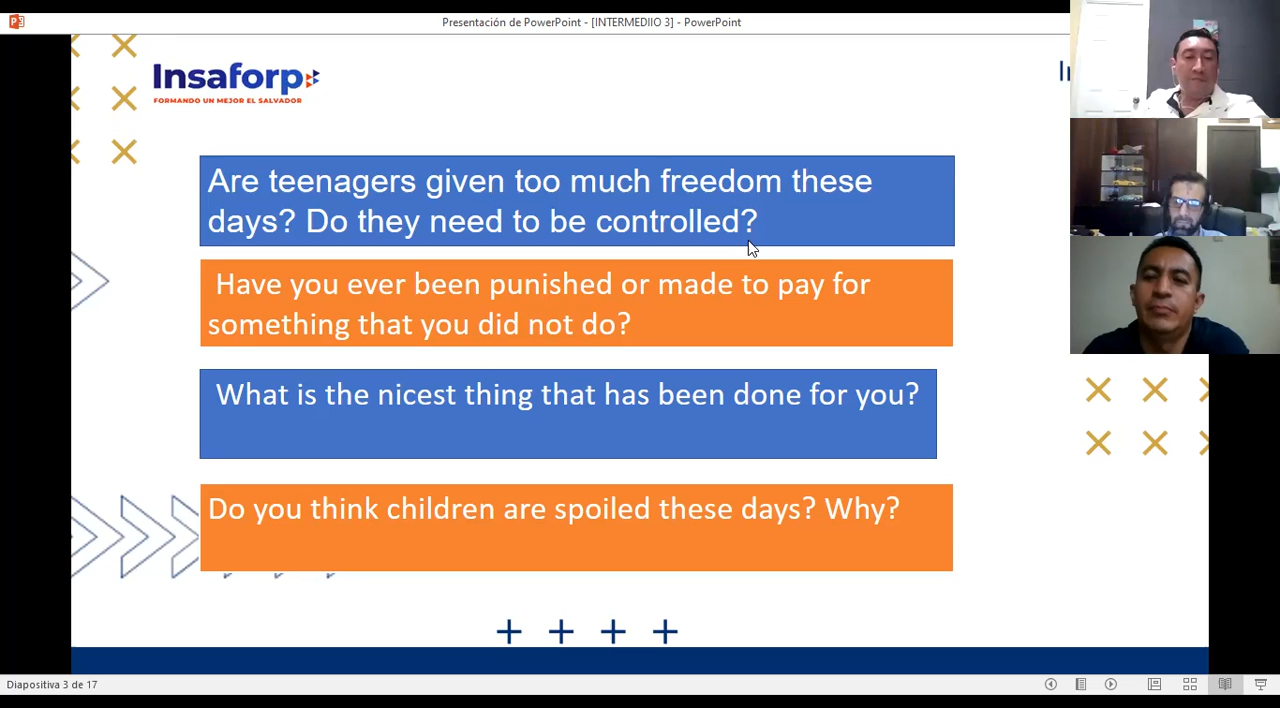 Presentación de PowerPoint - [INTERMEDIIO 3] - PowerPoint
Insaforp
FORMANDO UN MEJOR EL SALVADOR
Are teenagers given too much freedom these
days? Do they need to be controlled?
Have you ever been punished or made to pay for
something that you did not do?
What is the nicest thing that has been done for you?
Do you think children are spoiled these days? Why?
Diapositiva 3 de 17